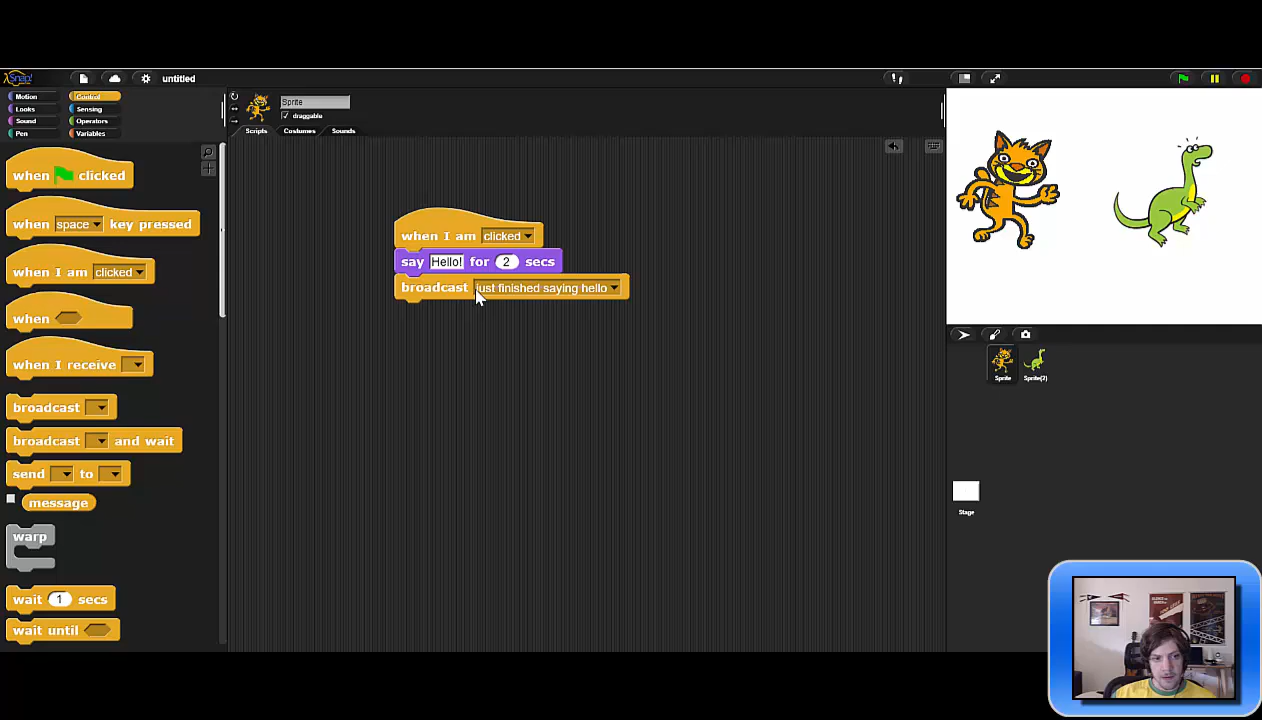 Snap!
untitled
Motion
Control
Looks
Sensing
Sound
Operators
Pen
Variables
Sprite
draggable
Scripts
Costumes
Sounds
when clicked
when space key pressed
when I am clicked
when
when I receive
broadcast
broadcast and wait
send to
message
warp
wait 1 secs
wait until
when I am clicked
say Hello! for 2 secs
broadcast just finished saying hello
Sprite
Sprite(2)
Stage